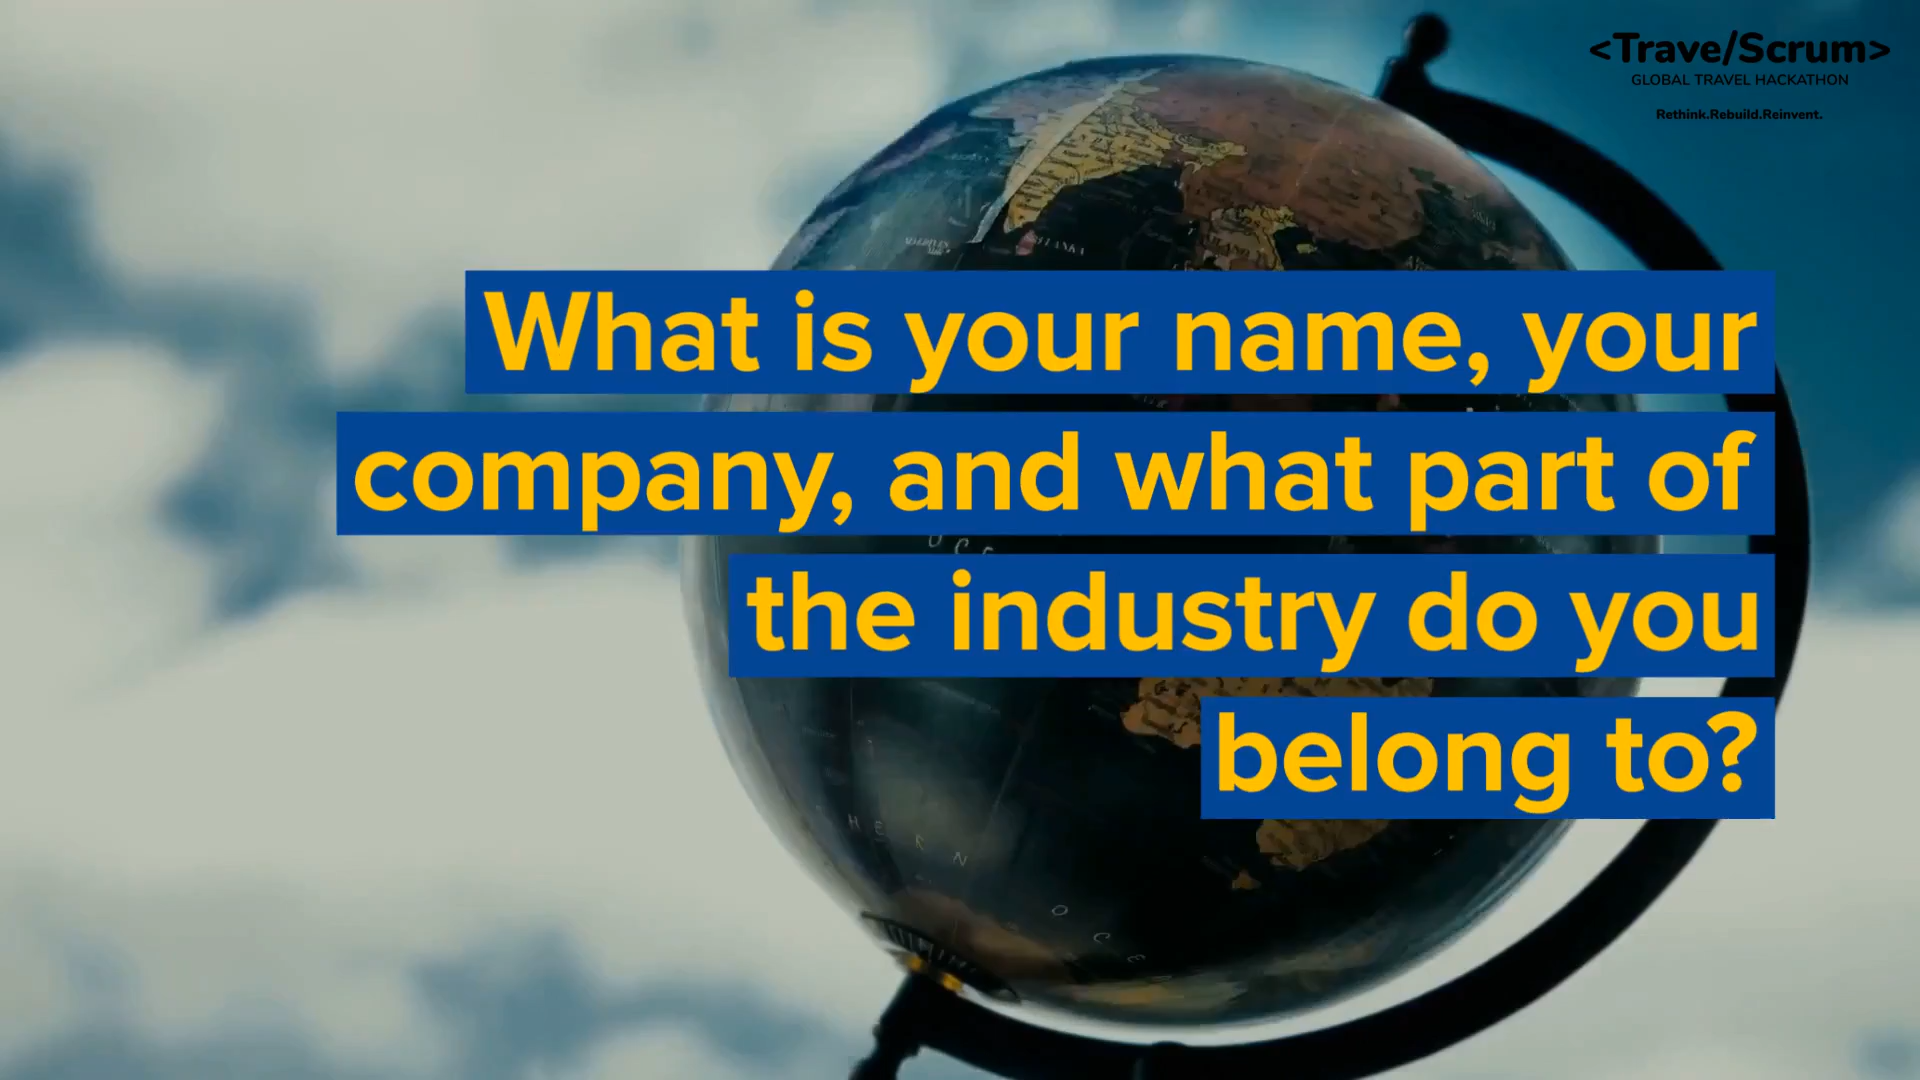 <Trave/Scrum>
GLOBAL TRAVEL HACKATHON
Rethink.Rebuild.Reinvent.
What is your name, your
company, and what part of
the industry do you
belong to?
H E R N
O C E